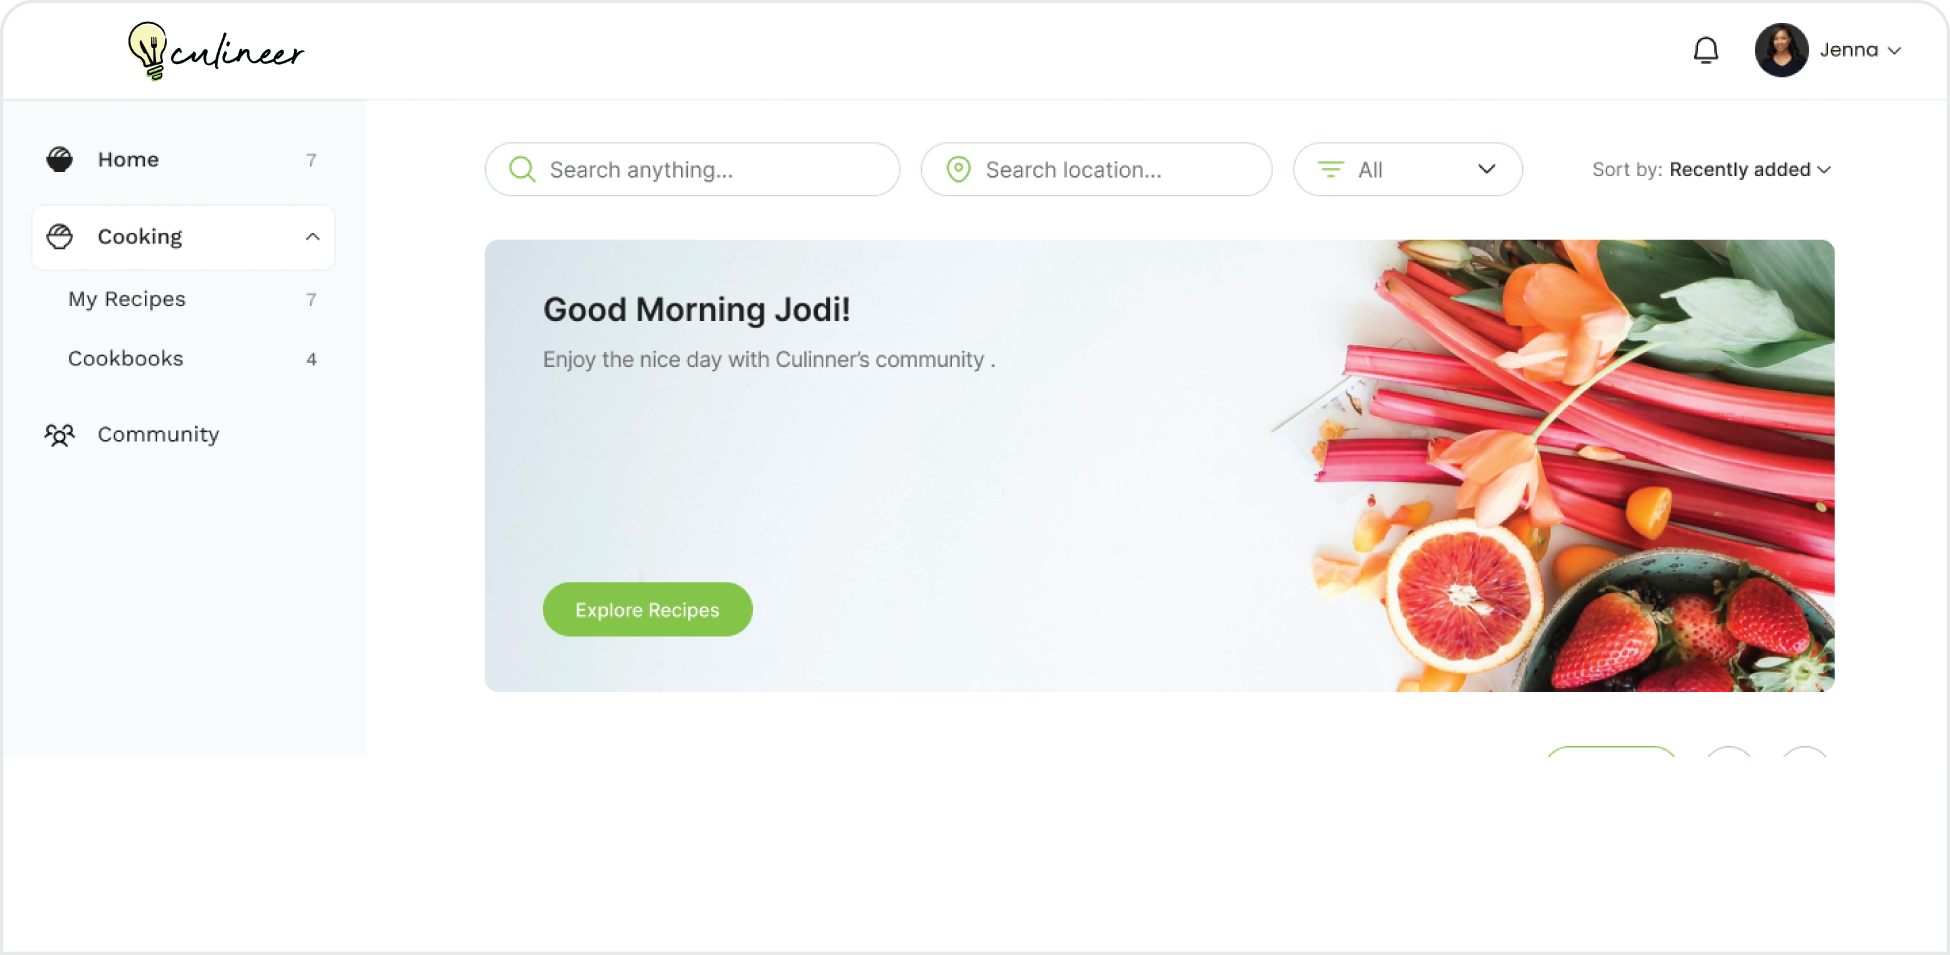 culineer
Jenna
Home 7
Cooking
My Recipes 7
Cookbooks 4
Community
Search anything...
Search location...
All
Sort by: Recently added
Good Morning Jodi!
Enjoy the nice day with Culinner’s community .
Explore Recipes